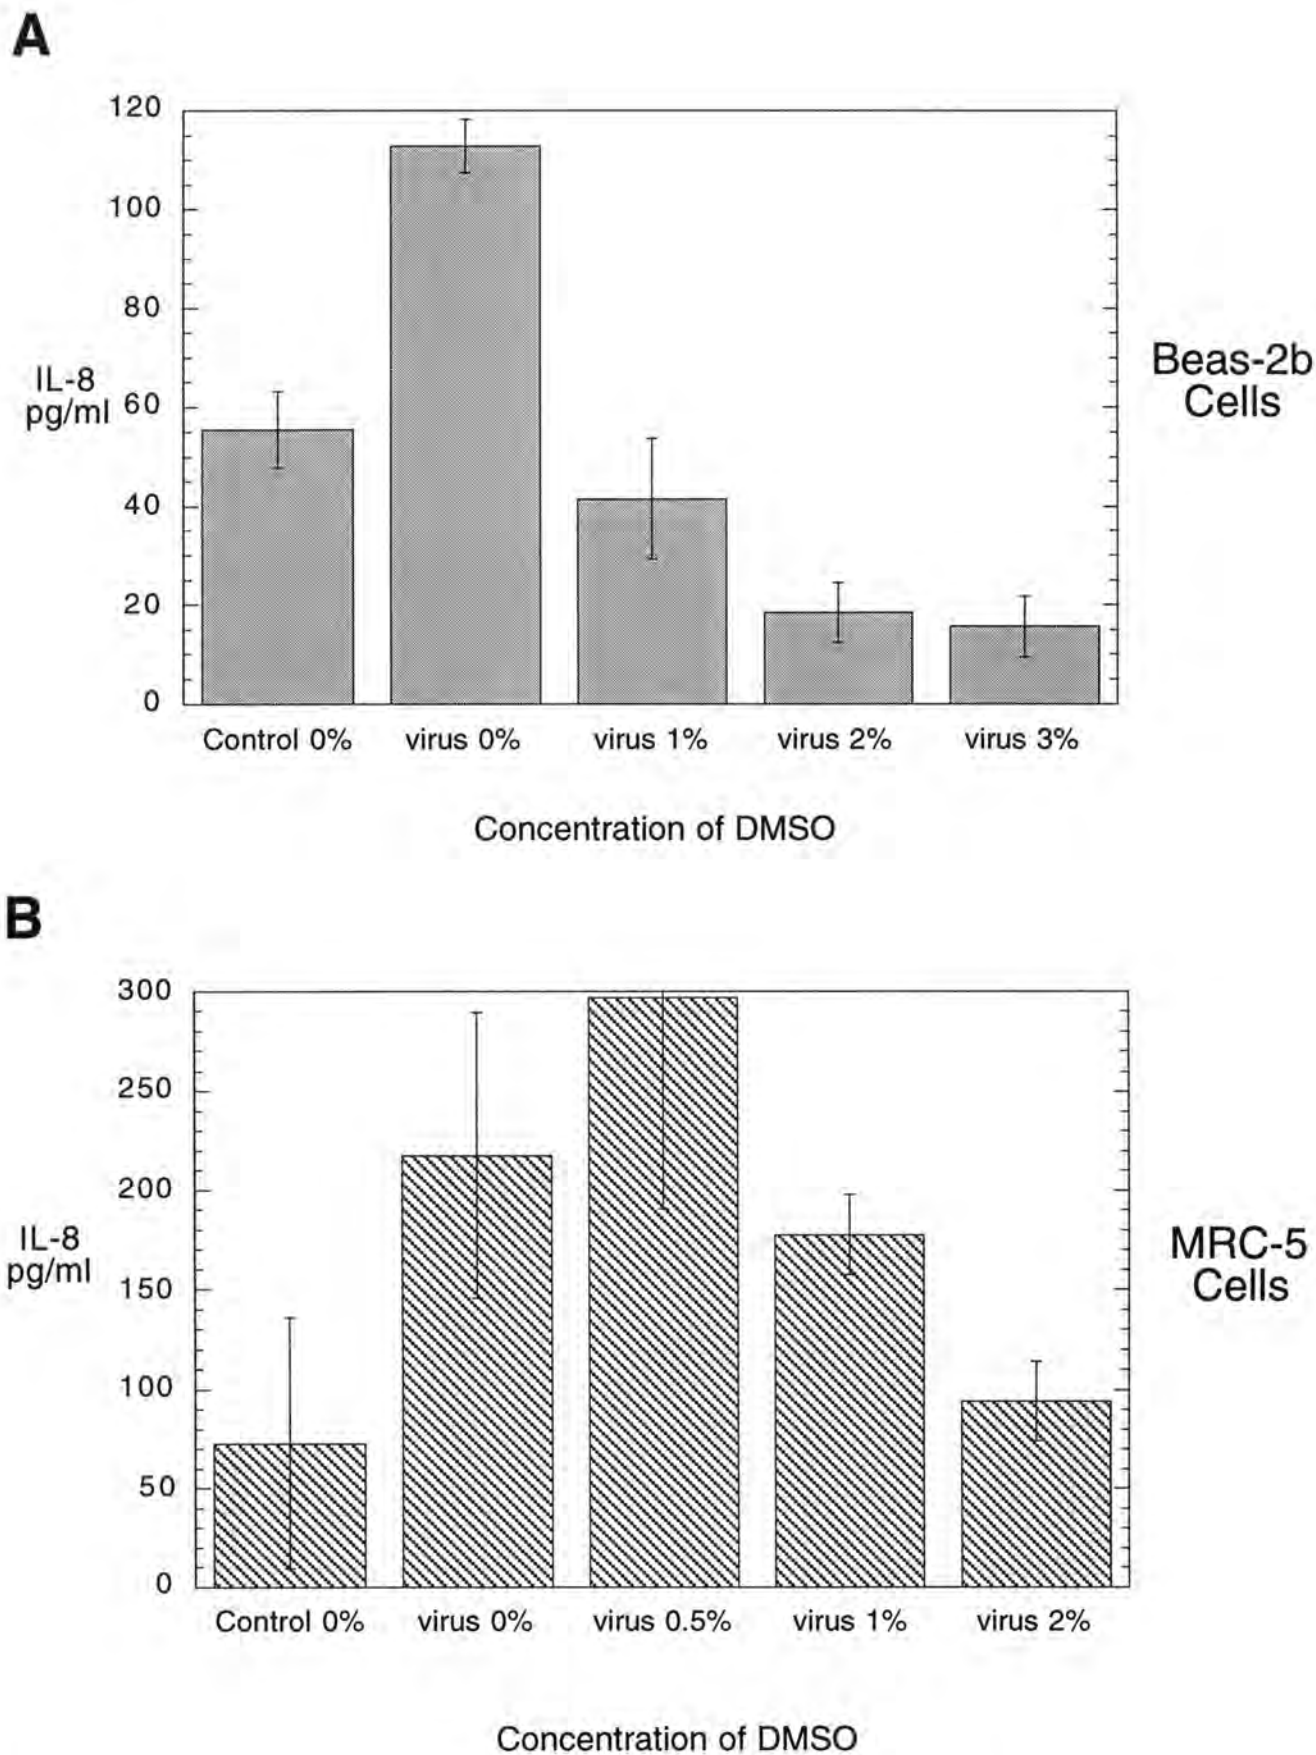 A
120
100
80
60
40
20
0
IL-8
pg/ml
Beas-2b
Cells
Control 0% virus 0% virus 1% virus 2% virus 3%
Concentration of DMSO
B
300
250
200
150
100
50
0
IL-8
pg/ml
MRC-5
Cells
Control 0% virus 0% virus 0.5% virus 1% virus 2%
Concentration of DMSO